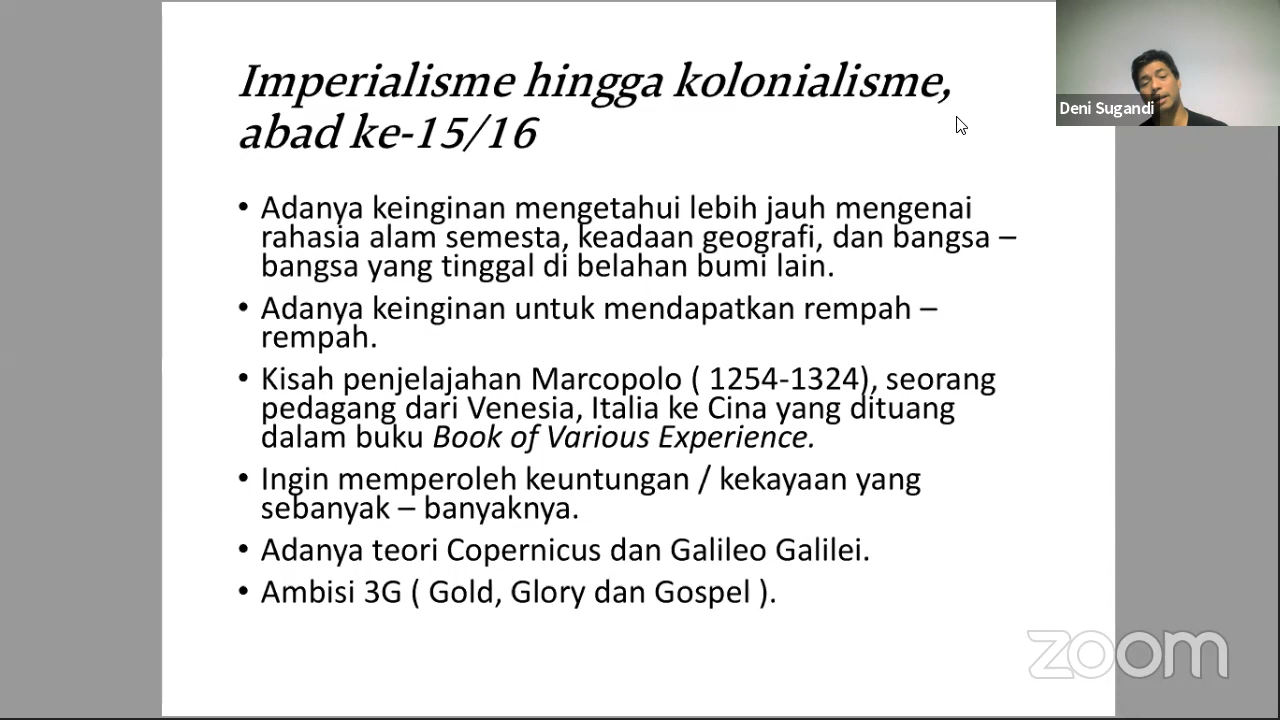 Imperialisme hingga kolonialisme,
abad ke-15/16
Deni Sugandi
• Adanya keinginan mengetahui lebih jauh mengenai
rahasia alam semesta, keadaan geografi, dan bangsa –
bangsa yang tinggal di belahan bumi lain.
• Adanya keinginan untuk mendapatkan rempah –
rempah.
• Kisah penjelajahan Marcopolo ( 1254-1324), seorang
pedagang dari Venesia, Italia ke Cina yang dituang
dalam buku Book of Various Experience.
• Ingin memperoleh keuntungan / kekayaan yang
sebanyak – banyaknya.
• Adanya teori Copernicus dan Galileo Galilei.
• Ambisi 3G ( Gold, Glory dan Gospel ).
zoom